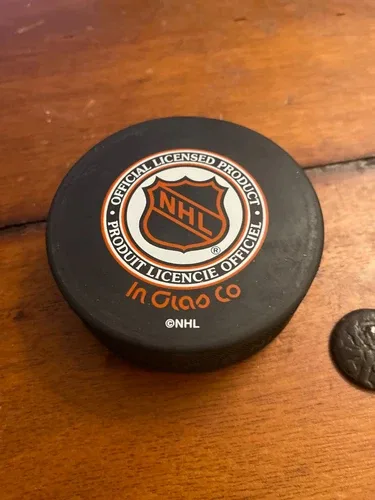 • OFFICIAL LICENSED PRODUCT •
NHL
®
PRODUIT LICENCIE OFFICIEL
In Glas Co
©NHL